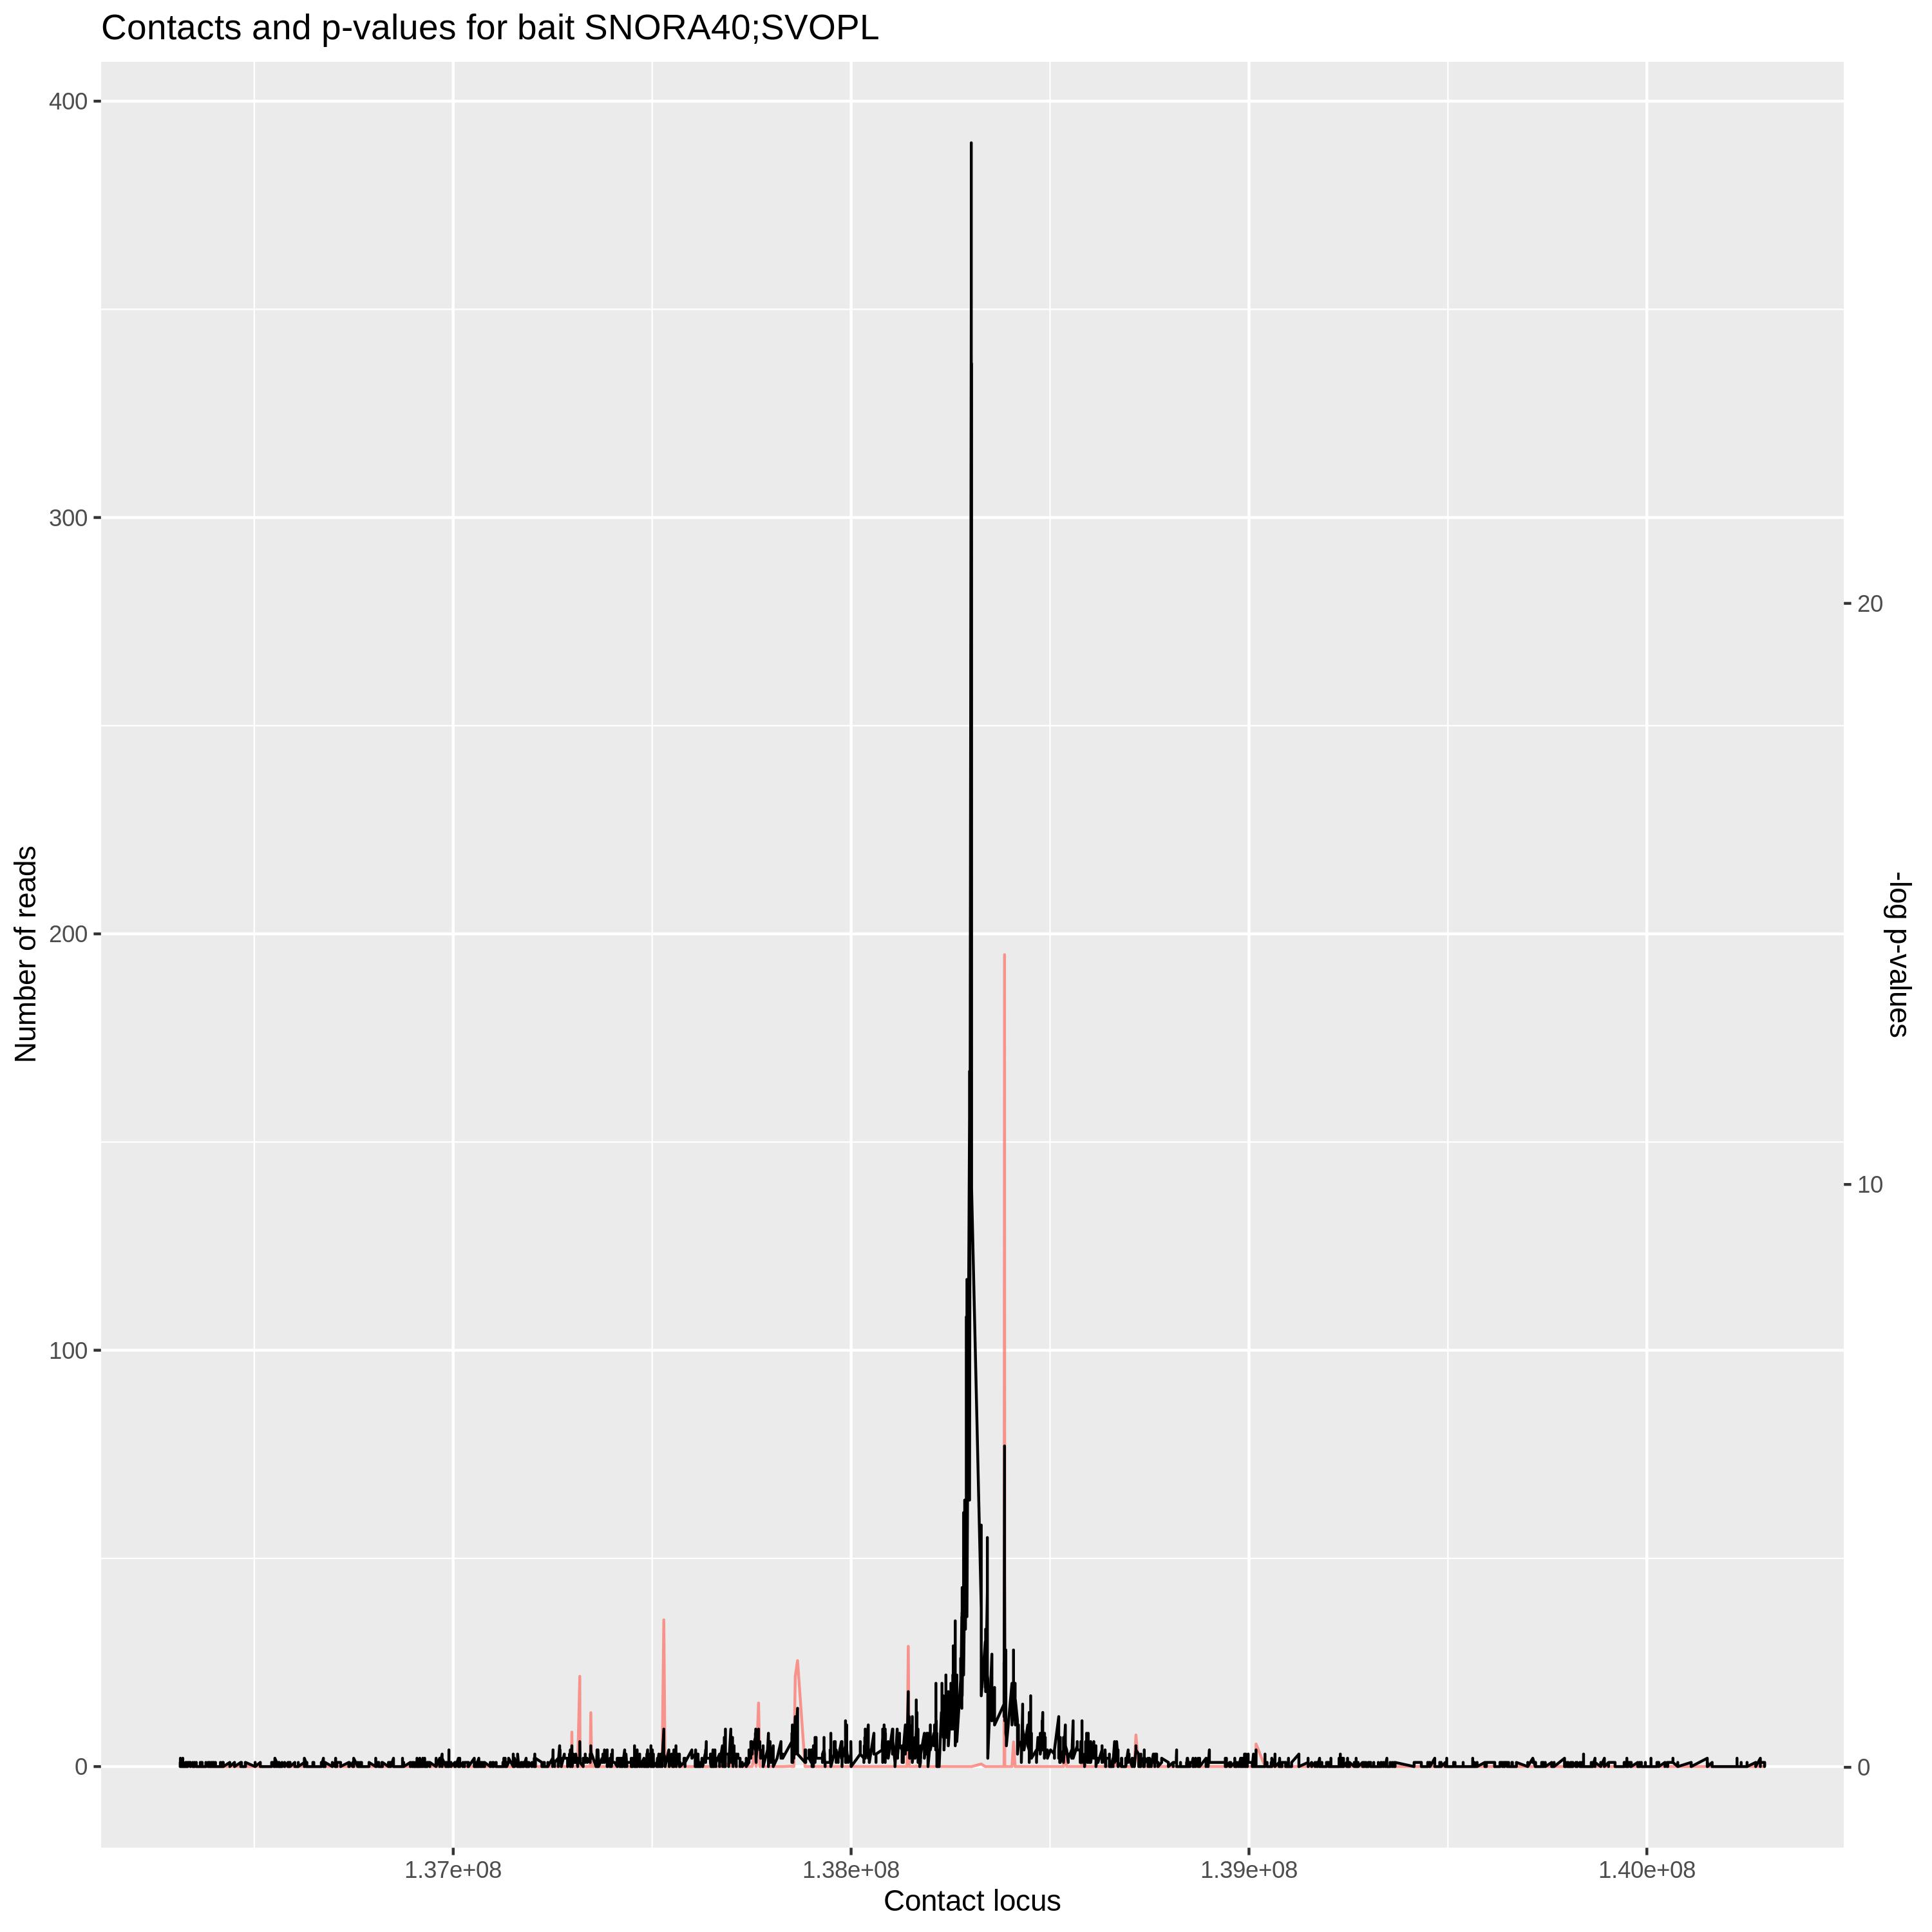 Contacts and p-values for bait SNORA40;SVOPL
400
300
200
100
0
Number of reads
20
10
0
-log p-values
1.37e+08
1.38e+08
1.39e+08
1.40e+08
Contact locus